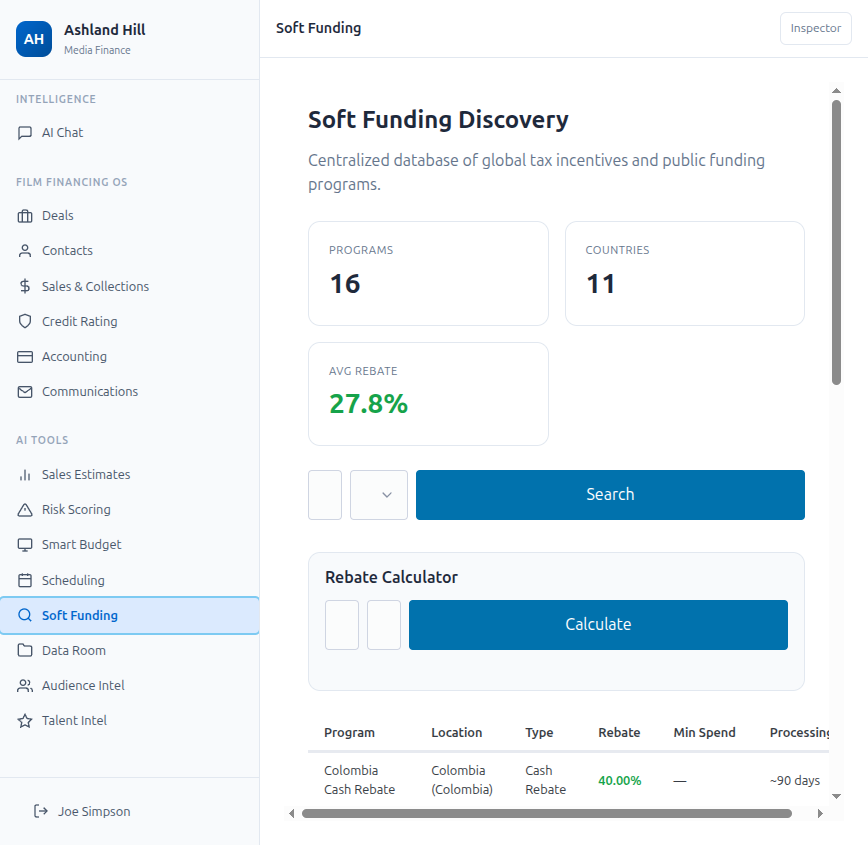 AH
Ashland Hill
Media Finance
INTELLIGENCE
AI Chat
FILM FINANCING OS
Deals
Contacts
Sales & Collections
Credit Rating
Accounting
Communications
AI TOOLS
Sales Estimates
Risk Scoring
Smart Budget
Scheduling
Soft Funding
Data Room
Audience Intel
Talent Intel
Joe Simpson
Soft Funding
Inspector
Soft Funding Discovery
Centralized database of global tax incentives and public funding
programs.
PROGRAMS
16
COUNTRIES
11
AVG REBATE
27.8%
Search
Rebate Calculator
Calculate
Program Location Type Rebate Min Spend Processing
Colombia Colombia Cash
Cash Rebate (Colombia) Rebate 40.00% — ~90 days